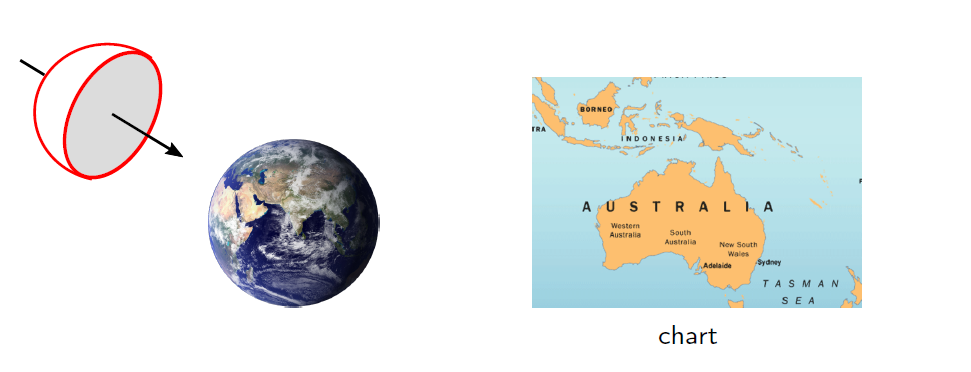 BORNEO
TRA
INDONESIA
AUSTRALIA
Western
Australia
South
Australia
New South
Wales
Adelaide
Sydney
TASMAN
SEA
chart